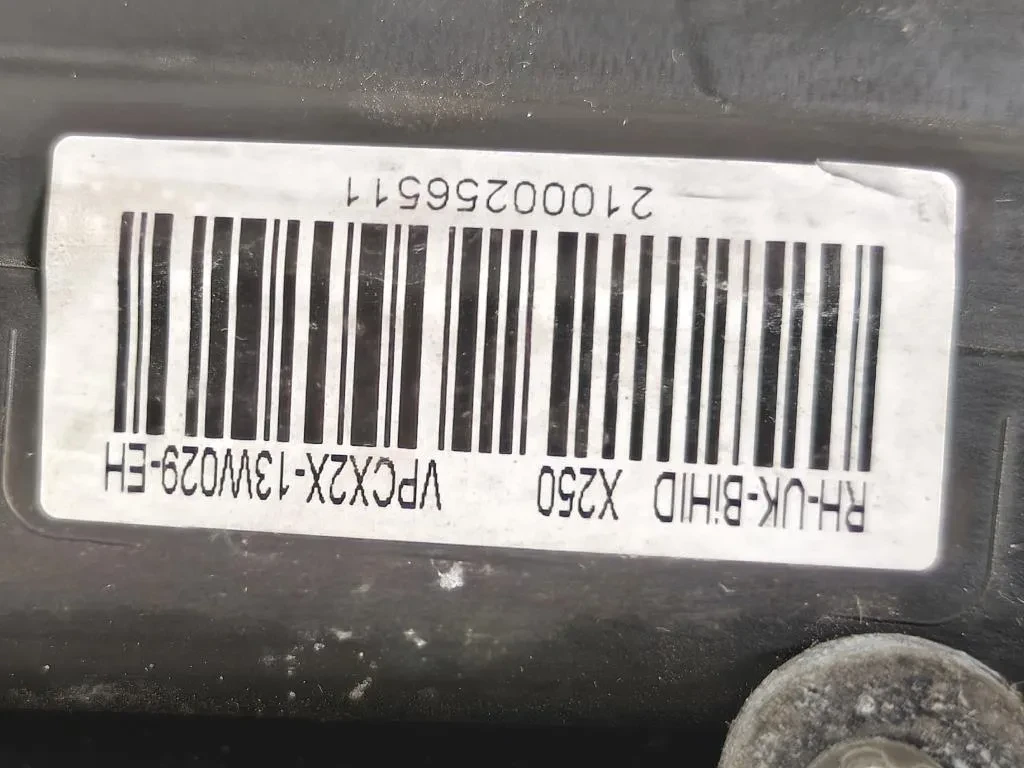 RH-UK-BiHID X250 VPCX2X-13W029-EH
21000256511